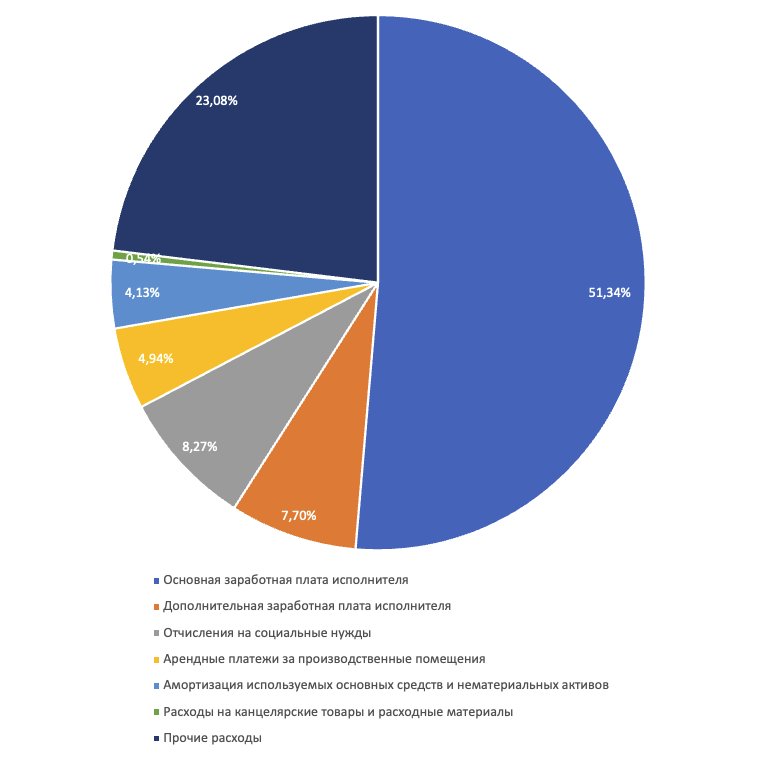 23,08%
0,54%
51,34%
4,13%
4,94%
8,27%
7,70%
Основная заработная плата исполнителя
Дополнительная заработная плата исполнителя
Отчисления на социальные нужды
Арендные платежи за производственные помещения
Амортизация используемых основных средств и нематериальных активов
Расходы на канцелярские товары и расходные материалы
Прочие расходы